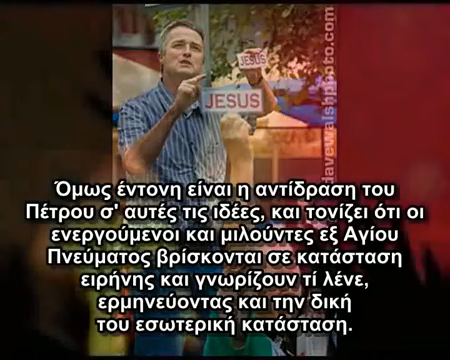 JESUS
JESUS
davewalshphoto.com
Όμως έντονη είναι η αντίδραση του
Πέτρου σ' αυτές τις ιδέες, και τονίζει ότι οι
ενεργούμενοι και μιλούντες εξ Αγίου
Πνεύματος βρίσκονται σε κατάσταση
ειρήνης και γνωρίζουν τί λένε,
ερμηνεύοντας και την δική
του εσωτερική κατάσταση.